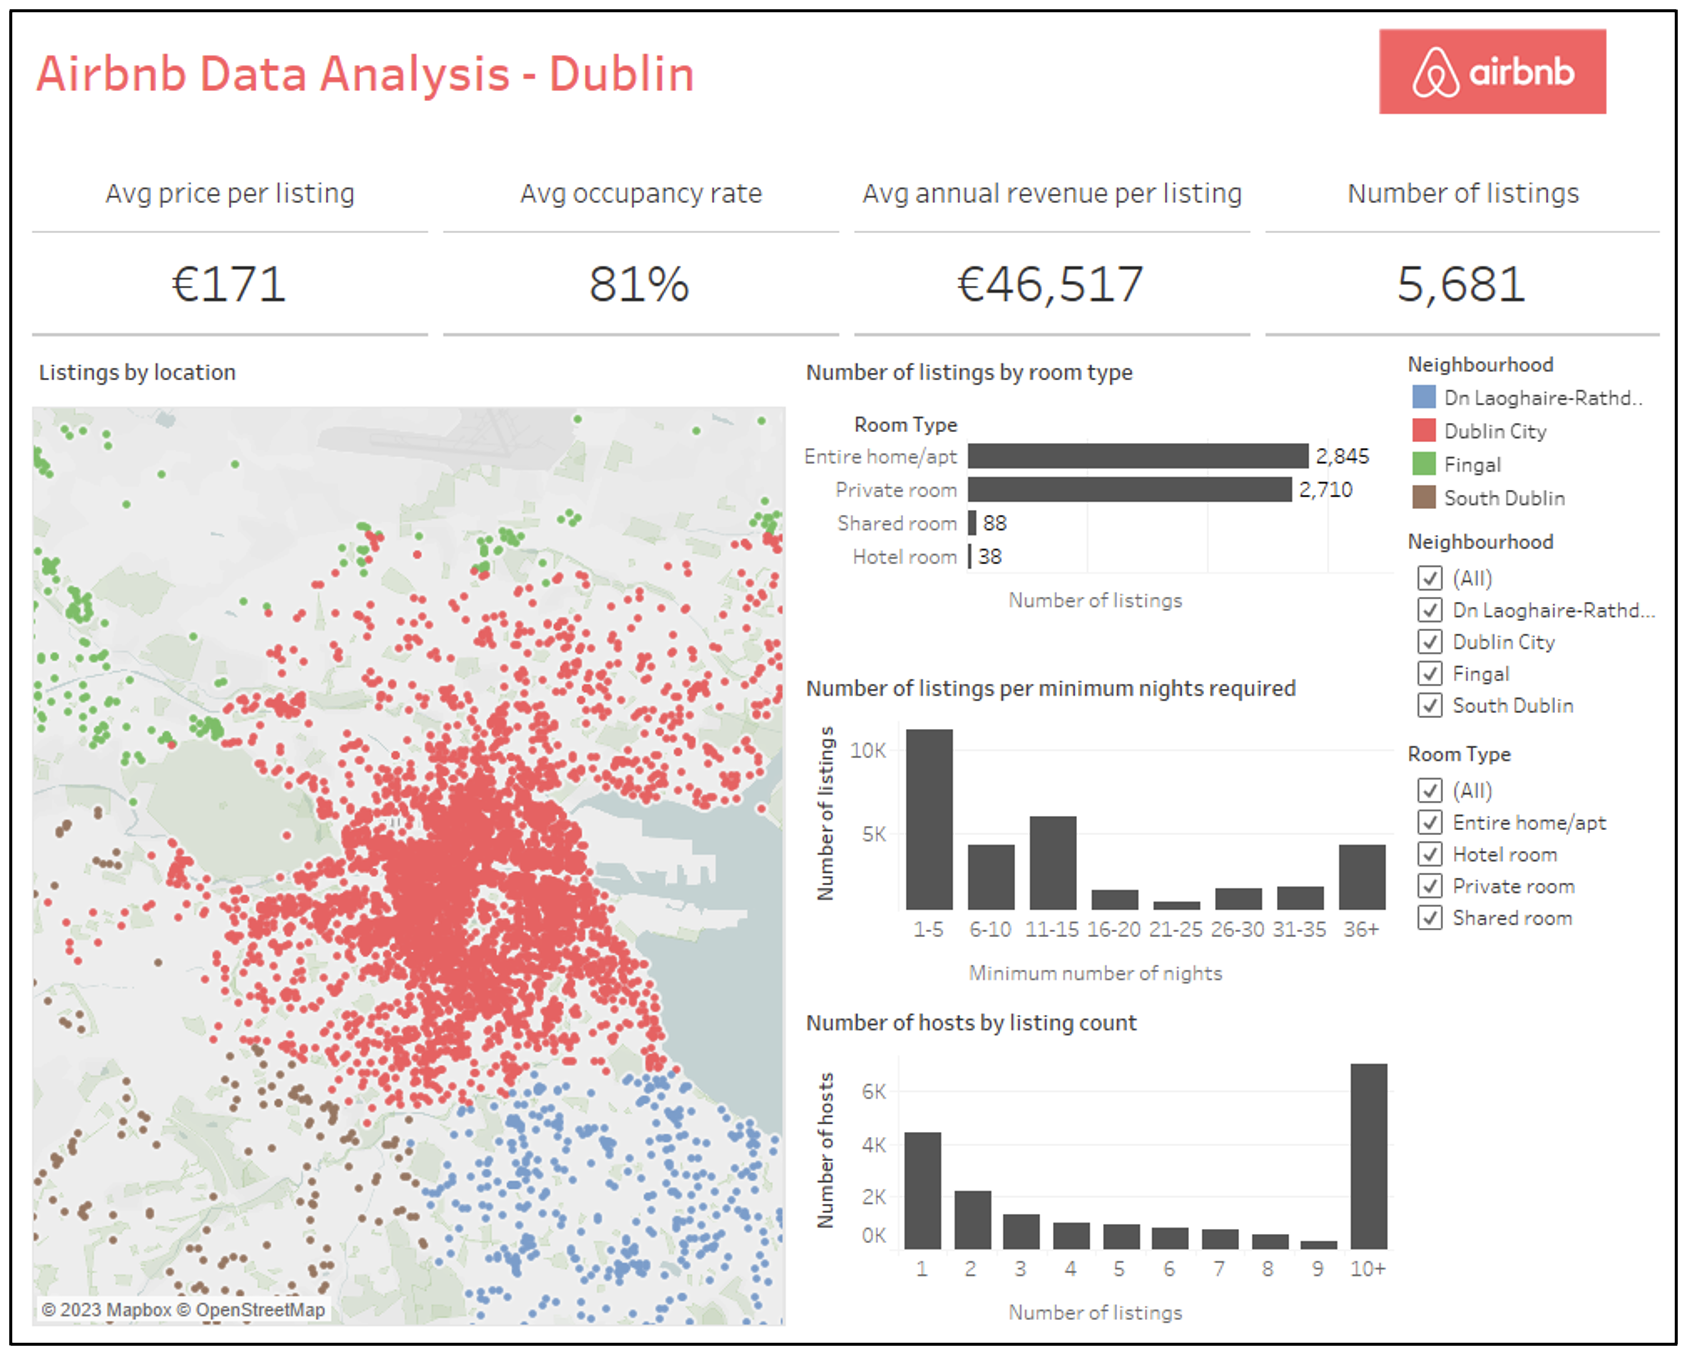 Airbnb Data Analysis - Dublin
airbnb
Avg price per listing
€171
Avg occupancy rate
81%
Avg annual revenue per listing
€46,517
Number of listings
5,681
Listings by location
© 2023 Mapbox © OpenStreetMap
Number of listings by room type
Room Type
Entire home/apt 2,845
Private room 2,710
Shared room 88
Hotel room 38
Number of listings
Number of listings per minimum nights required
Number of listings
10K
5K
1-5 6-10 11-15 16-20 21-25 26-30 31-35 36+
Minimum number of nights
Number of hosts by listing count
Number of hosts
6K
4K
2K
0K
1 2 3 4 5 6 7 8 9 10+
Number of listings
Neighbourhood
Dn Laoghaire-Rathd..
Dublin City
Fingal
South Dublin
Neighbourhood
(All)
Dn Laoghaire-Rathd...
Dublin City
Fingal
South Dublin
Room Type
(All)
Entire home/apt
Hotel room
Private room
Shared room